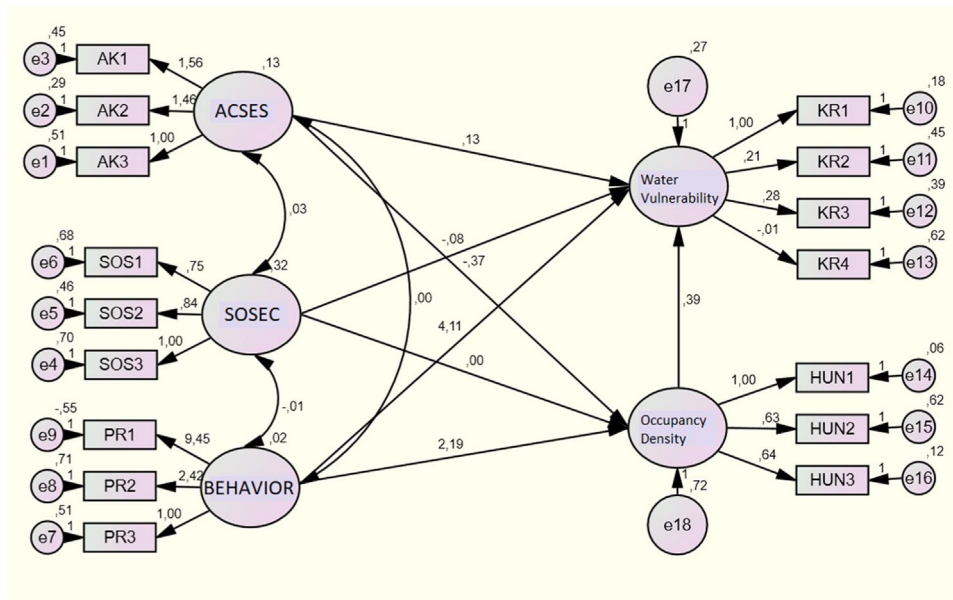 ,45
e3
1
AK1
1,56
,29
e2
1
AK2
1,46
,51
e1
1
AK3
1,00
,13
ACSES
,03
,68
e6
1
SOS1
,75
,46
e5
1
SOS2
,84
,70
e4
1
SOS3
1,00
,32
SOSEC
-,01
-,55
e9
1
PR1
9,45
,71
e8
1
PR2
2,42
,51
e7
1
PR3
1,00
,02
BEHAVIOR
,13
-,08
-,37
,00
4,11
,00
2,19
,39
,27
e17
1
Water
Vulnerability
1,00
KR1
1
e10
,18
,21
KR2
1
e11
,45
,28
KR3
1
e12
,39
-,01
KR4
1
e13
,62
Occupancy
Density
1
,72
e18
1,00
HUN1
1
e14
,06
,63
HUN2
1
e15
,62
,64
HUN3
1
e16
,12